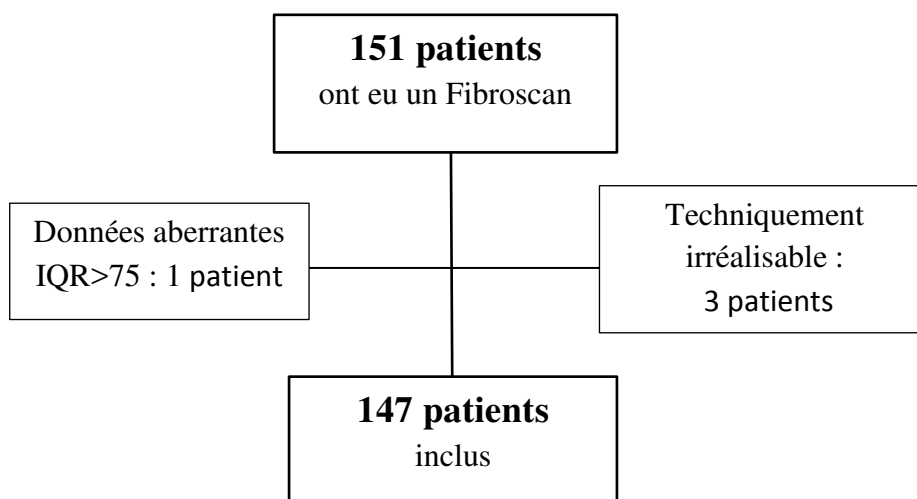 151 patients
ont eu un Fibroscan
Données aberrantes
IQR>75 : 1 patient
Techniquement
irréalisable :
3 patients
147 patients
inclus